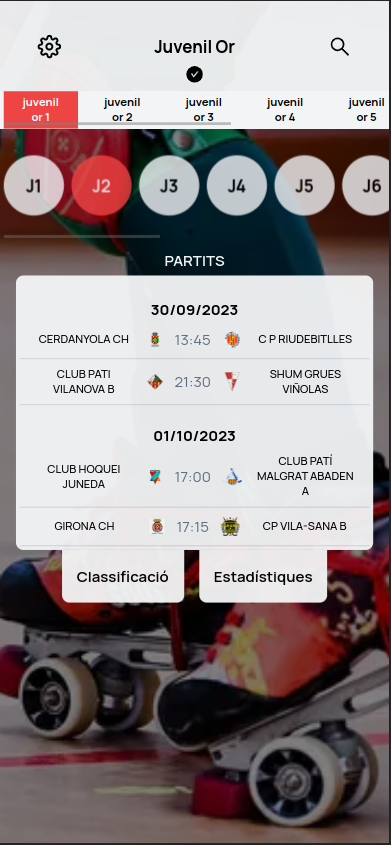 Juvenil Or
juvenil
or 1
juvenil
or 2
juvenil
or 3
juvenil
or 4
juvenil
or 5
J1
J2
J3
J4
J5
J6
PARTITS
30/09/2023
CERDANYOLA CH
13:45
C P RIUDEBITLLES
CLUB PATI
VILANOVA B
21:30
SHUM GRUES
VIÑOLAS
01/10/2023
CLUB HOQUEI
JUNEDA
17:00
CLUB PATÍ
MALGRAT ABADEN
A
GIRONA CH
17:15
CP VILA-SANA B
Classificació
Estadístiques